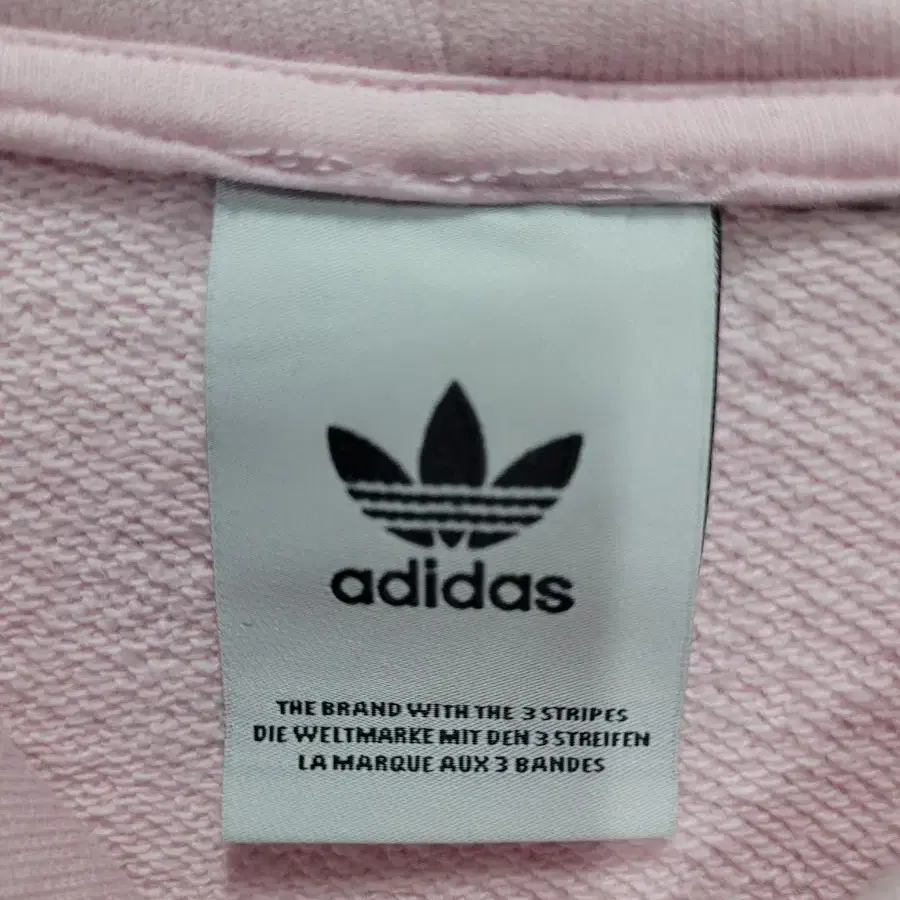 adidas
THE BRAND WITH THE 3 STRIPES
DIE WELTMARKE MIT DEN 3 STREIFEN
LA MARQUE AUX 3 BANDES